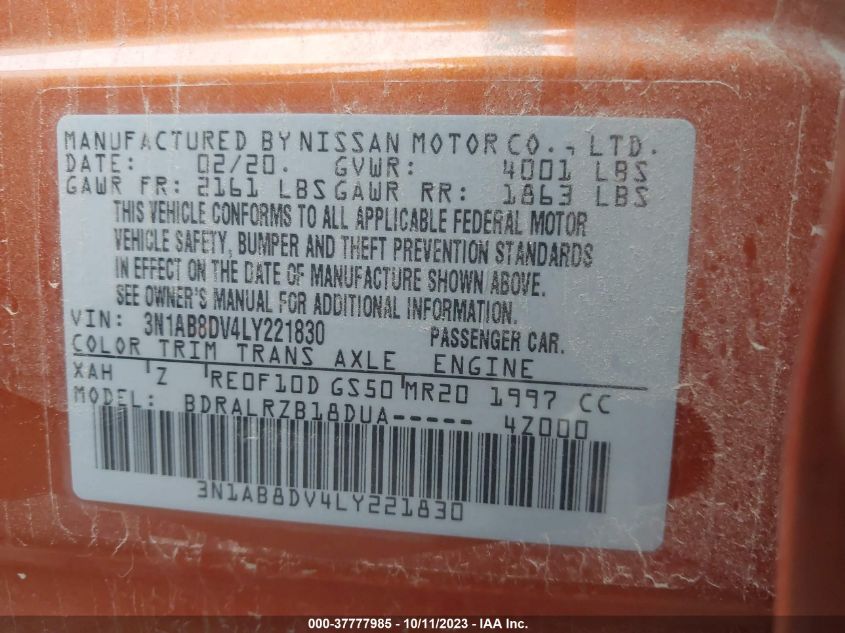 MANUFACTURED BY NISSAN MOTOR CO., LTD.
DATE: 02/20. GVWR: 4001 LBS
GAWR FR: 2161 LBS GAWR RR: 1863 LBS
THIS VEHICLE CONFORMS TO ALL APPLICABLE FEDERAL MOTOR
VEHICLE SAFETY, BUMPER AND THEFT PREVENTION STANDARDS
IN EFFECT ON THE DATE OF MANUFACTURE SHOWN ABOVE.
SEE OWNER'S MANUAL FOR ADDITIONAL INFORMATION.
VIN: 3N1AB8DV4LY221830 PASSENGER CAR.
COLOR TRIM TRANS AXLE ENGINE
XAH Z RE0F10D GS50 MR20 1997 CC
MODEL: BDRALRZB18DUA----- 4Z000
3N1AB8DV4LY221830
000-37777985 - 10/11/2023 - IAA Inc.